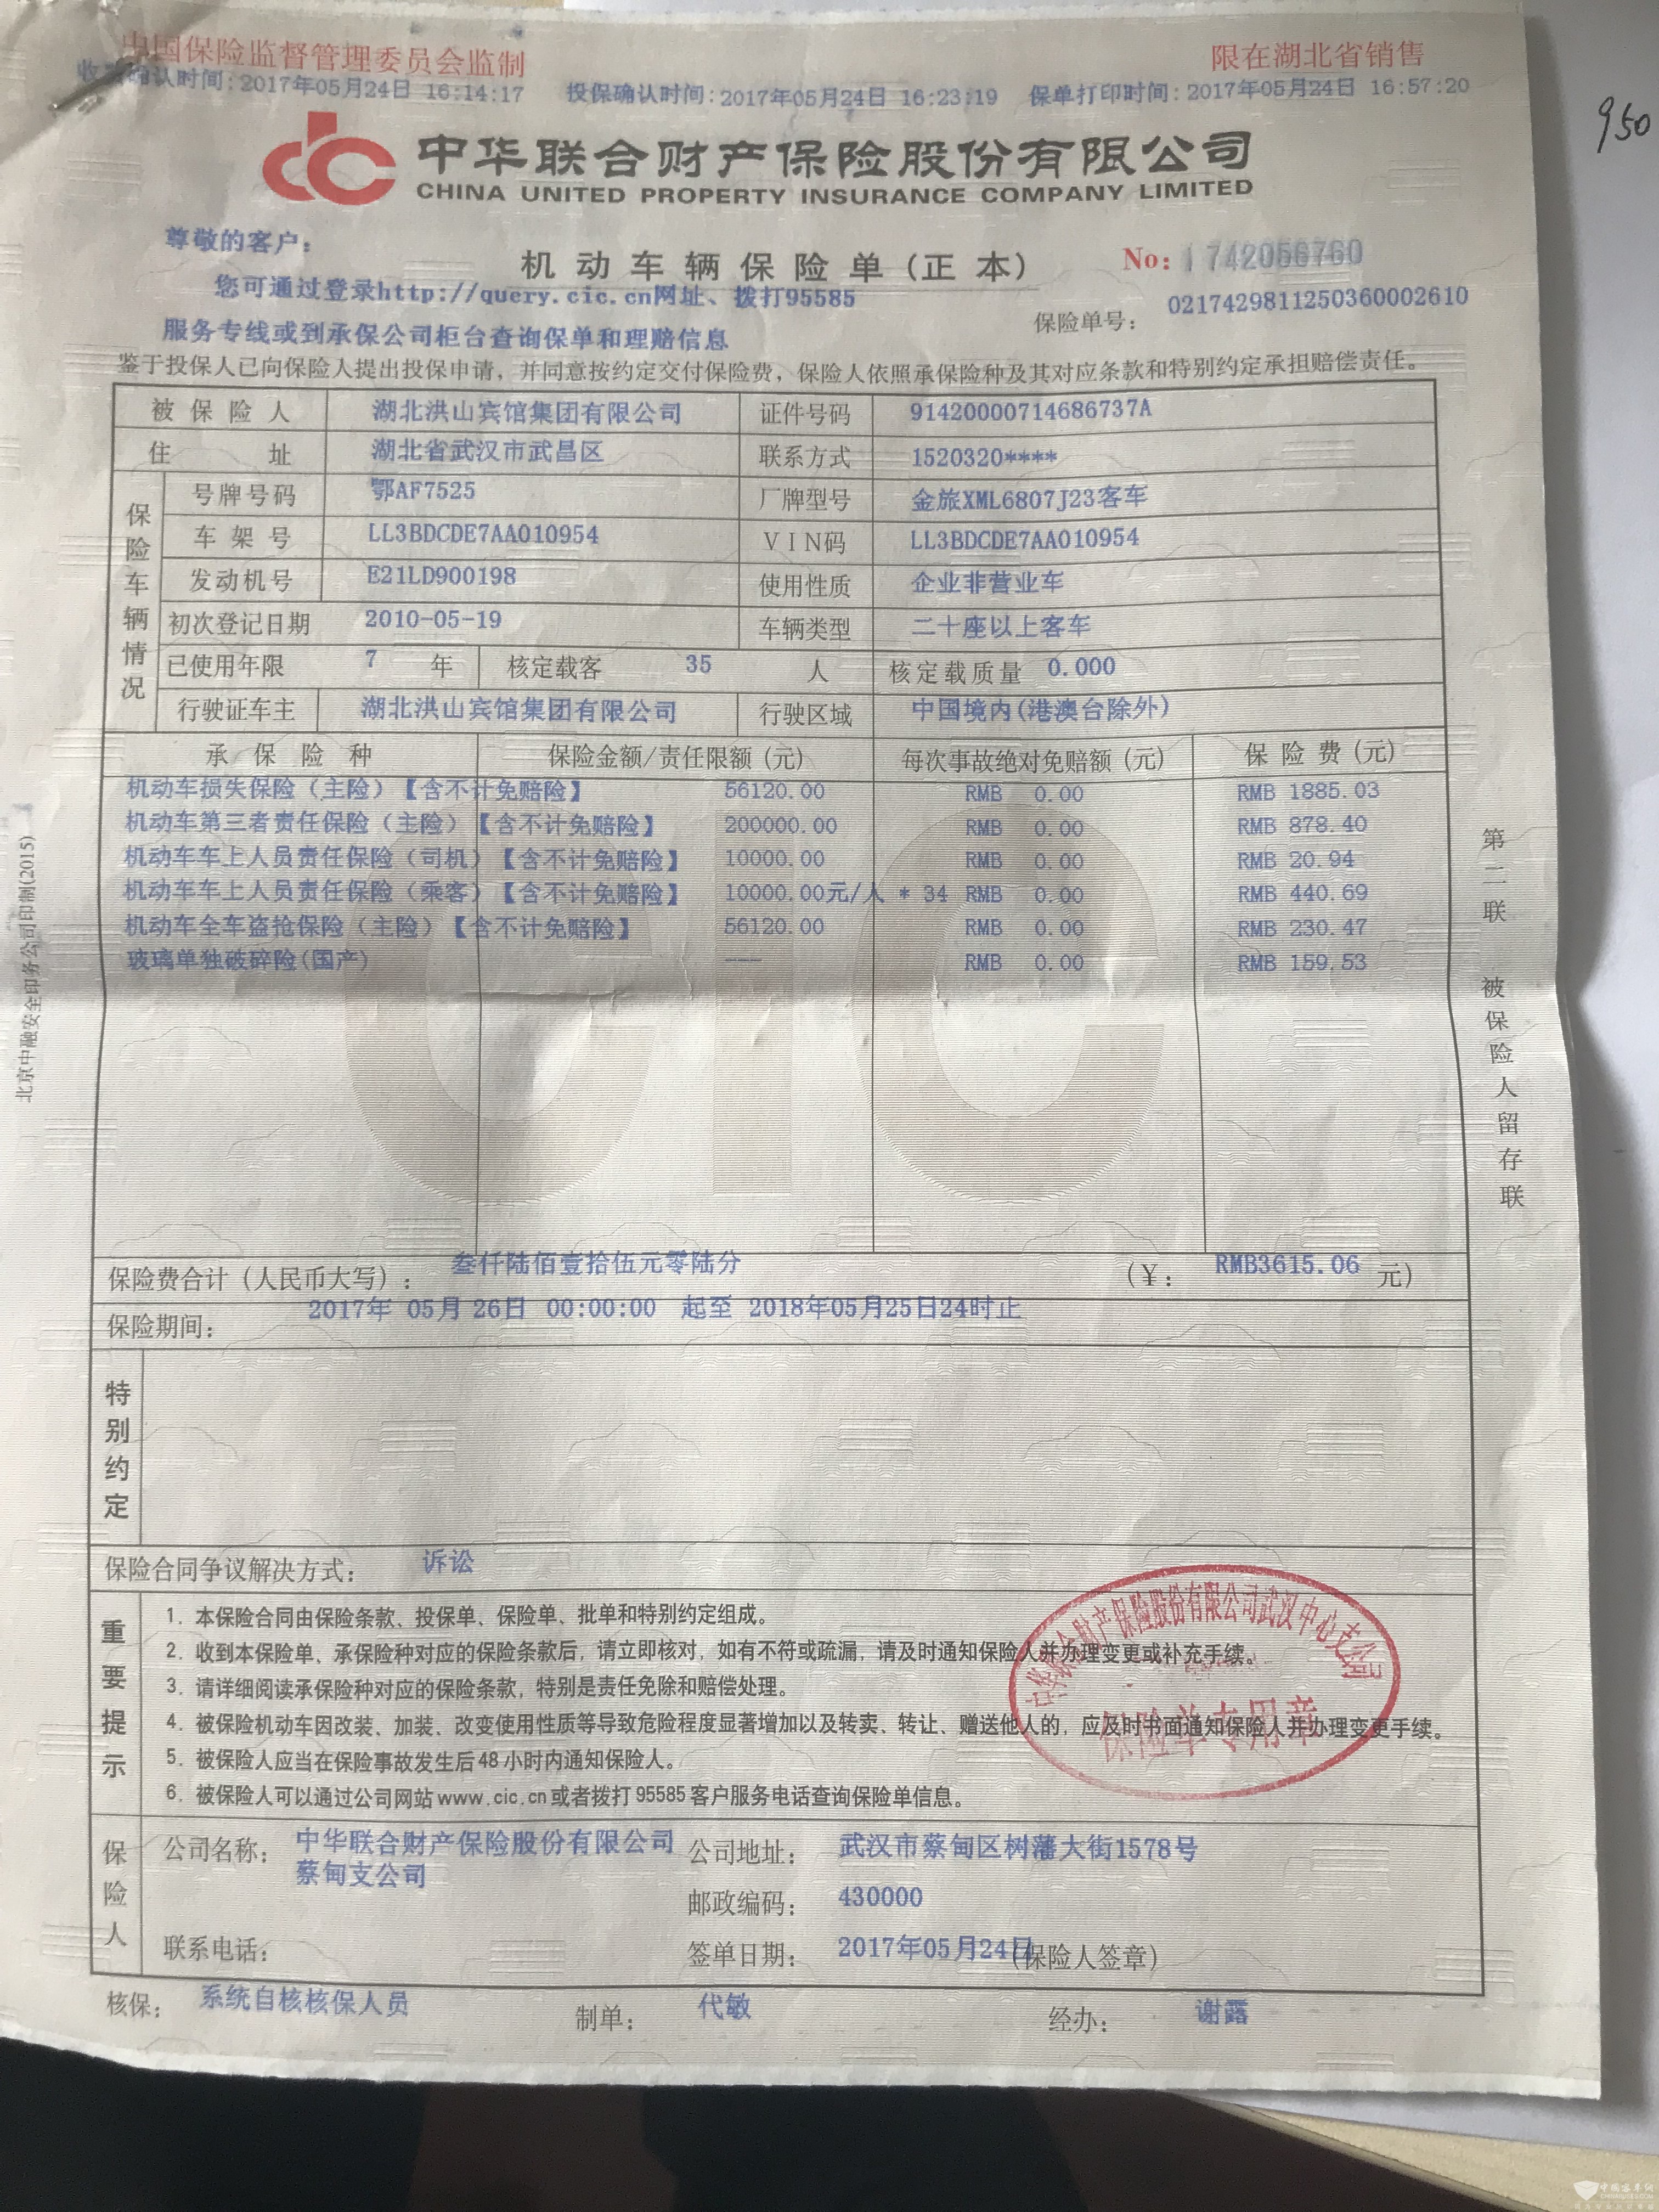 中国保险监督管理委员会监制
限在湖北省销售
收 确认时间:2017年05月24日 16:14:17 投保确认时间:2017年05月24日 16:23:19 保单打印时间:2017年05月24日 16:57:20
950
中华联合财产保险股份有限公司
CHINA UNITED PROPERTY INSURANCE COMPANY LIMITED
尊敬的客户:
机动车辆保险单(正本)
No: 1742056760
您可通过登录http://query.cic.cn网址、拨打95585
保险单号: 0217429811250360002610
服务专线或到承保公司柜台查询保单和理赔信息
鉴于投保人已向保险人提出投保申请,并同意按约定交付保险费,保险人依照承保险种及其对应条款和特别约定承担赔偿责任。
被保险人 湖北洪山宾馆集团有限公司 证件号码 91420000714686737A
住址 湖北省武汉市武昌区 联系方式 1520320****
保险车辆情况
号牌号码 鄂AF7525 厂牌型号 金旅XML6807J23客车
车架号 LL3BDCDE7AA010954 VIN码 LL3BDCDE7AA010954
发动机号 E21LD900198 使用性质 企业非营业车
初次登记日期 2010-05-19 车辆类型 二十座以上客车
已使用年限 7 年 核定载客 35 人 核定载质量 0.000
行驶证车主 湖北洪山宾馆集团有限公司 行驶区域 中国境内(港澳台除外)
承保险种 保险金额/责任限额(元) 每次事故绝对免赔额(元) 保险费(元)
机动车损失保险(主险)【含不计免赔险】 56120.00 RMB 0.00 RMB 1885.03
机动车第三者责任保险(主险)【含不计免赔险】 200000.00 RMB 0.00 RMB 878.40
机动车车上人员责任保险(司机)【含不计免赔险】 10000.00 RMB 0.00 RMB 20.94
机动车车上人员责任保险(乘客)【含不计免赔险】 10000.00元/人 * 34 RMB 0.00 RMB 440.69
机动车全车盗抢保险(主险)【含不计免赔险】 56120.00 RMB 0.00 RMB 230.47
玻璃单独破碎险(国产) --- RMB 0.00 RMB 159.53
第二联 被保险人留存联
北京中融安全印务公司印制(2015)
CIC
保险费合计(人民币大写): 叁仟陆佰壹拾伍元零陆分 (¥: RMB3615.06 元)
保险期间: 2017年 05月 26日 00:00:00 起至 2018年05月25日24时止
特别约定
保险合同争议解决方式: 诉讼
重要提示
1. 本保险合同由保险条款、投保单、保险单、批单和特别约定组成。
2. 收到本保险单、承保险种对应的保险条款后,请立即核对,如有不符或疏漏,请及时通知保险人并办理变更或补充手续。
3. 请详细阅读承保险种对应的保险条款,特别是责任免除和赔偿处理。
4. 被保险机动车因改装、加装、改变使用性质等导致危险程度显著增加以及转卖、转让、赠送他人的,应及时书面通知保险人并办理变更手续。
5. 被保险人应当在保险事故发生后48小时内通知保险人。
6. 被保险人可以通过公司网站www.cic.cn或者拨打95585客户服务电话查询保险单信息。
中华联合财产保险股份有限公司武汉中心支公司
保险单专用章
保险人
公司名称: 中华联合财产保险股份有限公司 公司地址: 武汉市蔡甸区树藩大街1578号
蔡甸支公司
邮政编码: 430000
联系电话: 签单日期: 2017年05月24日 (保险人签章)
核保: 系统自核核保人员 制单: 代敏 经办: 谢露
中国客车网